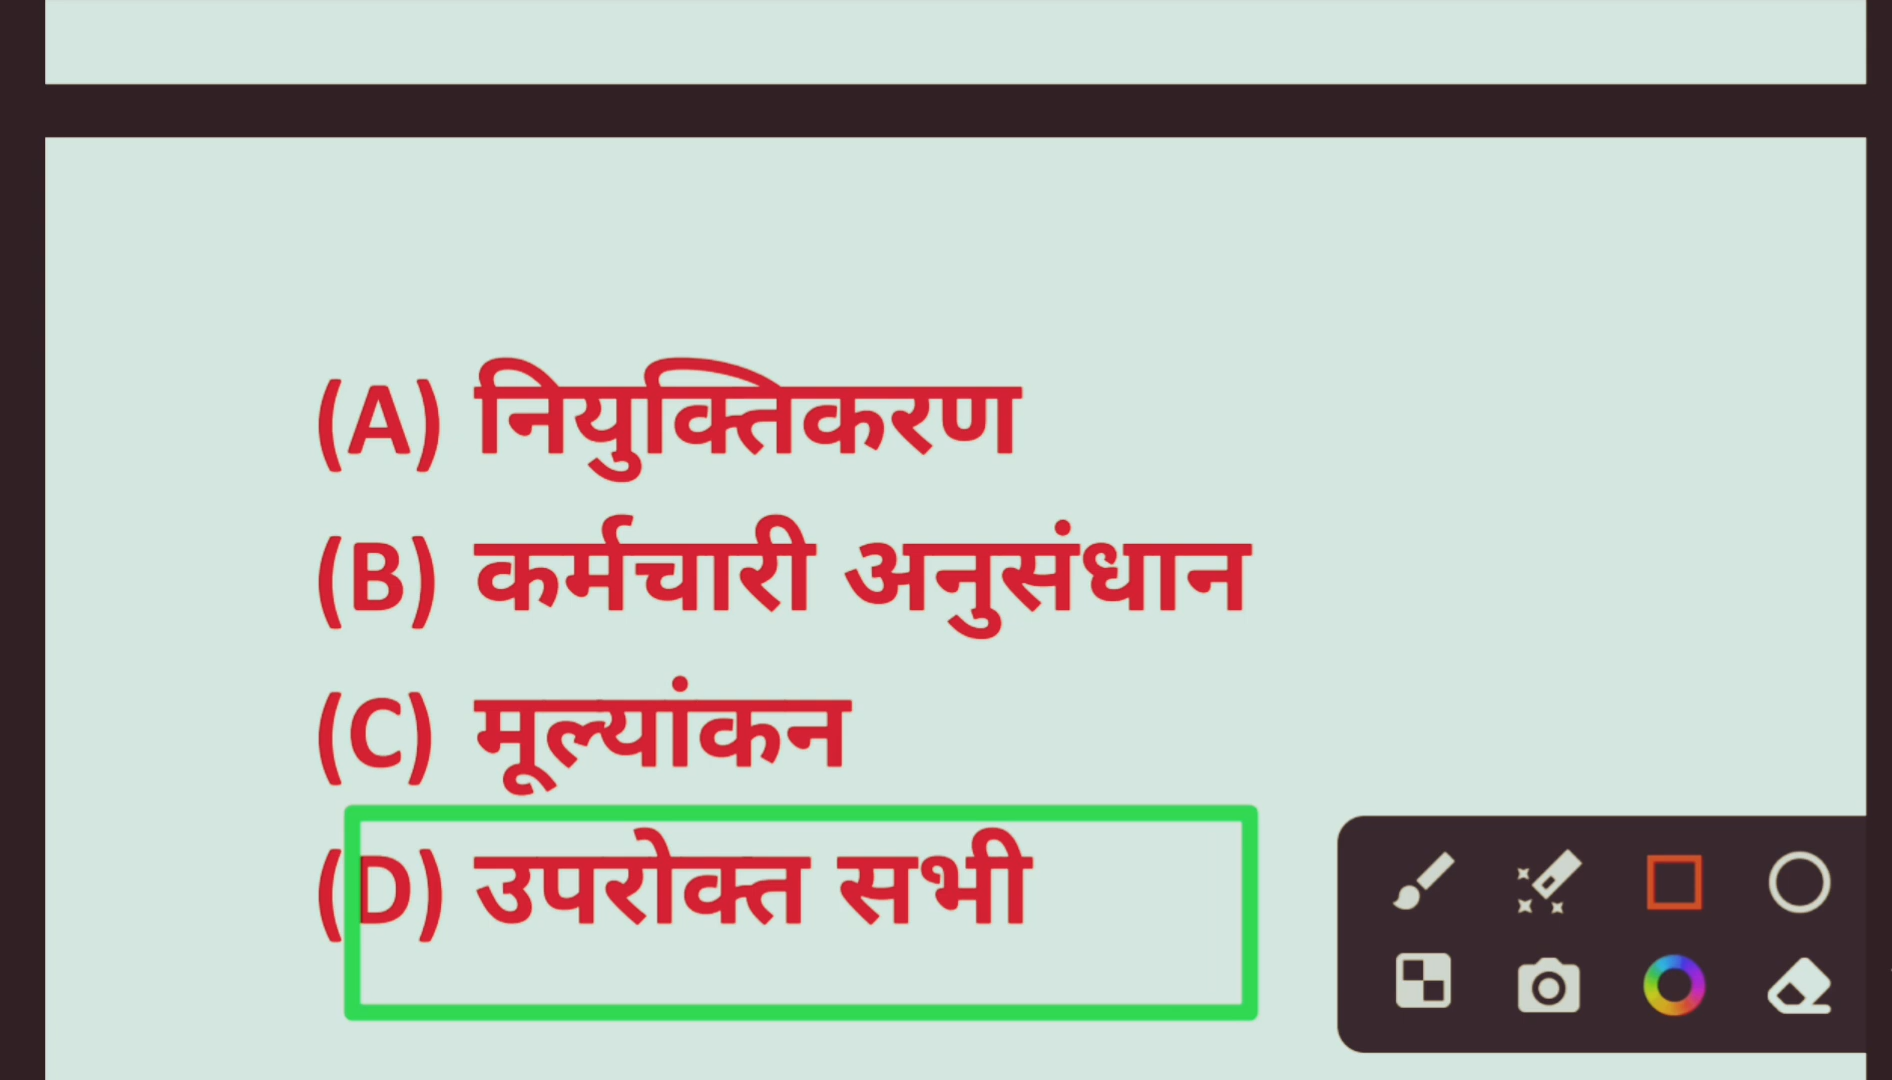 (A) नियुक्तिकरण
(B) कर्मचारी अनुसंधान
(C) मूल्यांकन
(D) उपरोक्त सभी